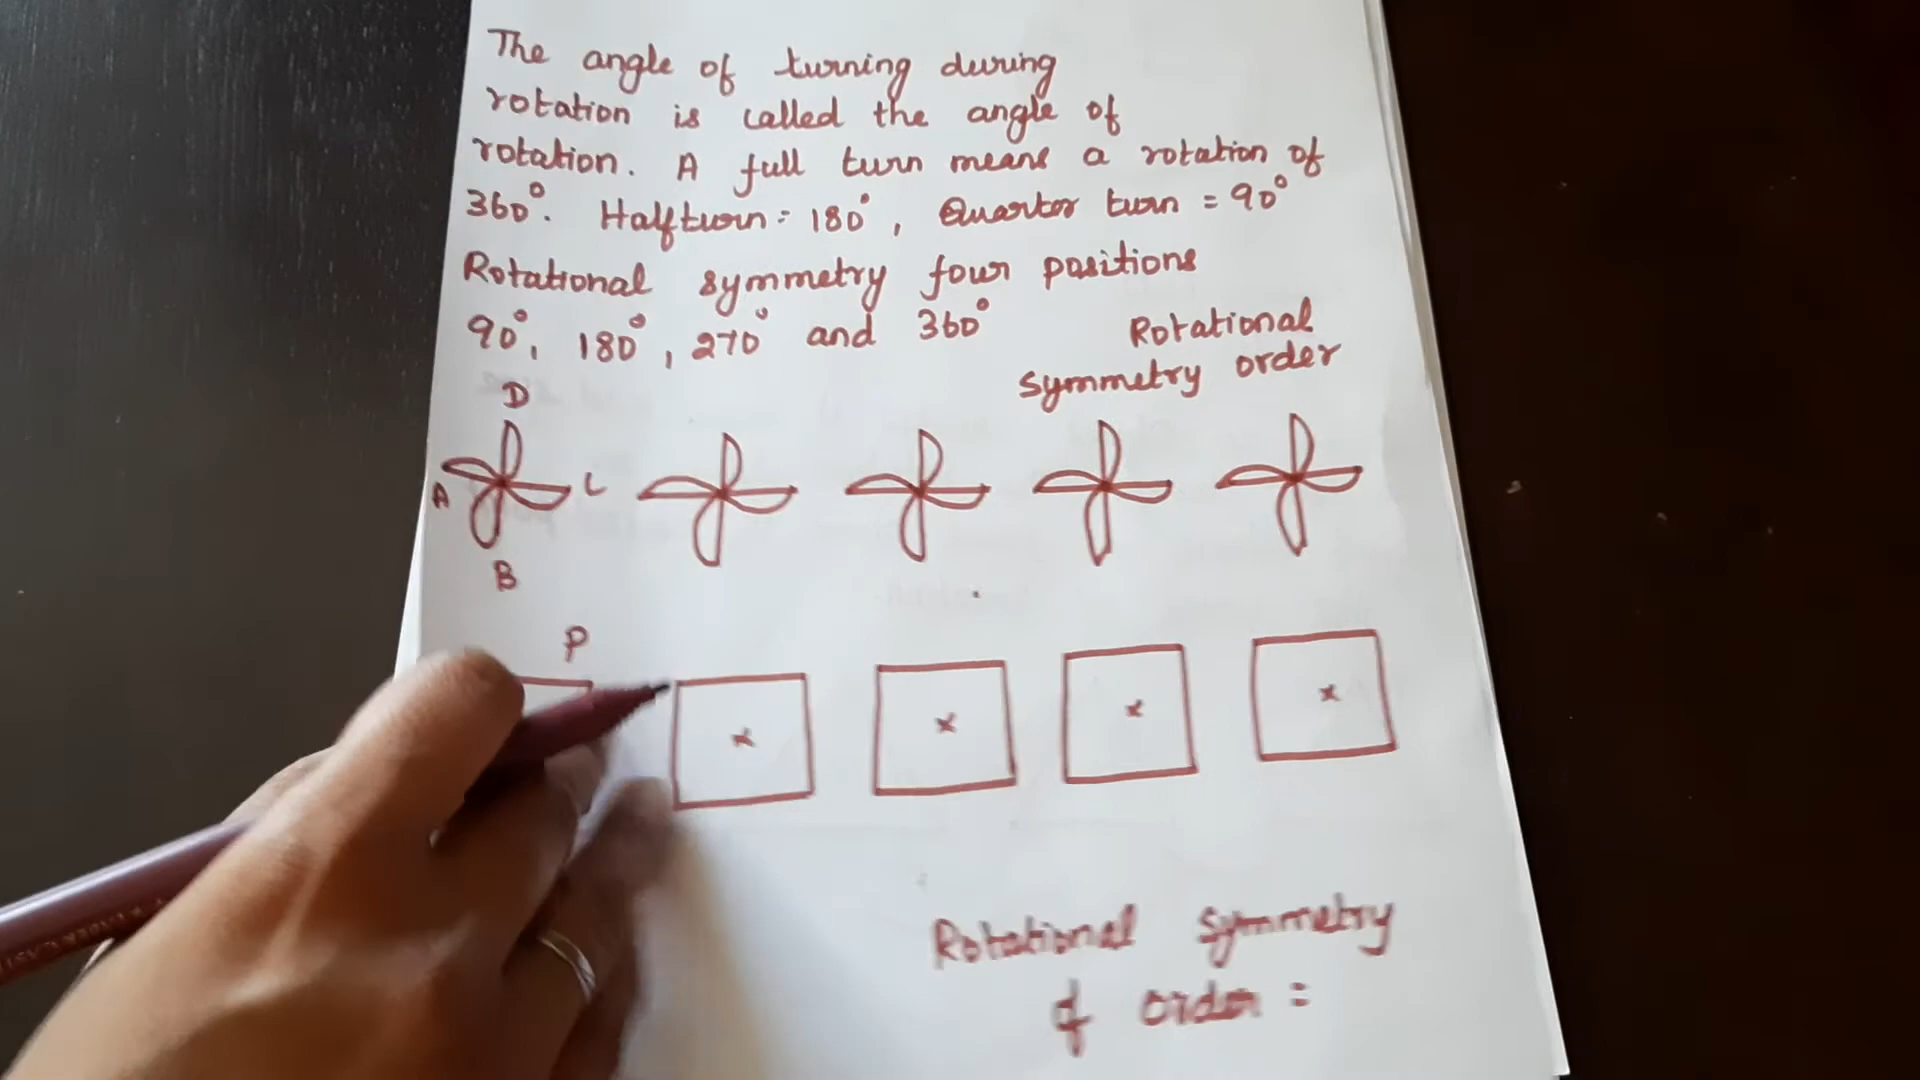 The angle of turning during
rotation is called the angle of
rotation. A full turn means a rotation of
360°. Halfturn = 180°, Quarter turn = 90°
Rotational symmetry four positions
90°, 180°, 270° and 360°
Rotational
symmetry order
D
A
C
B
P
x x x x
Rotational symmetry
of order =